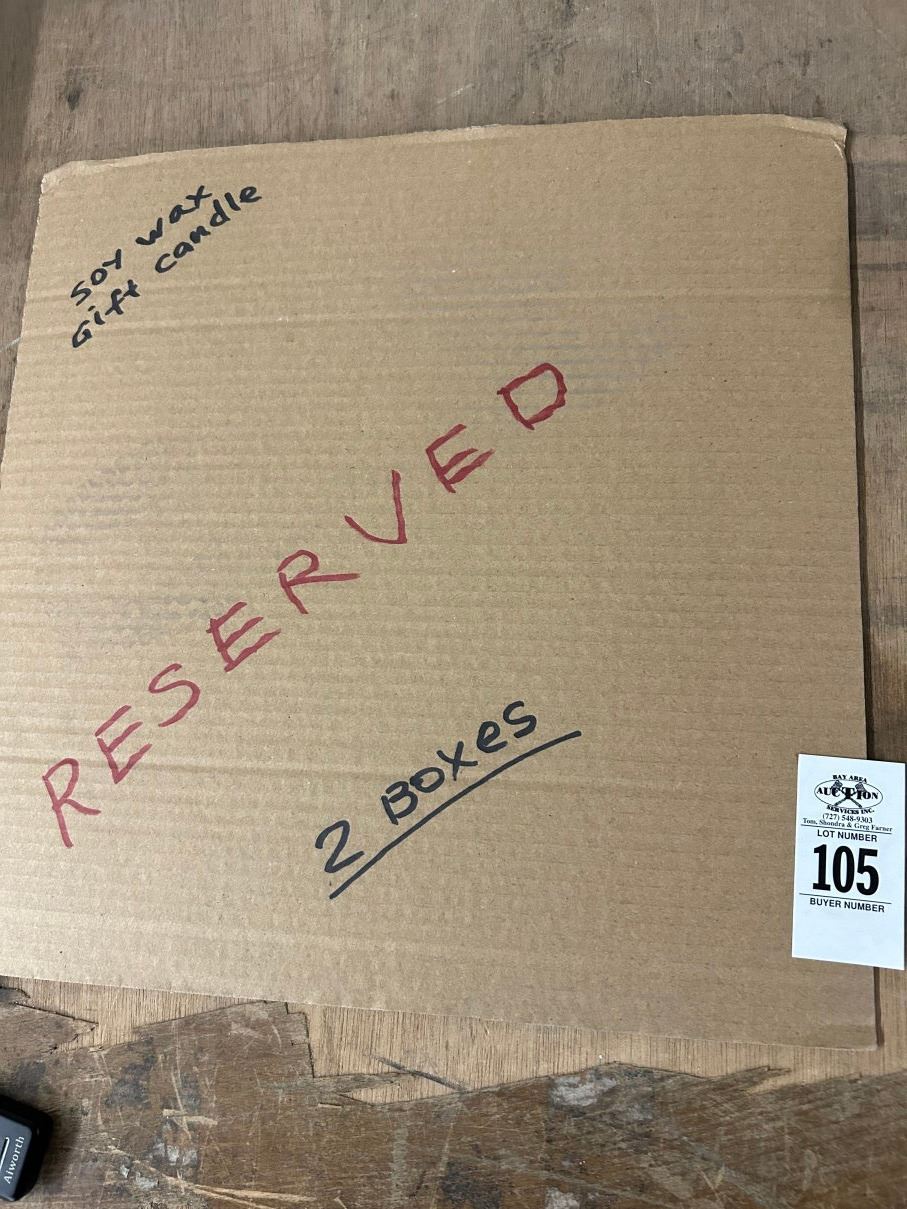 soy wax
Gift candle
RESERVED
2 Boxes
BAY AREA
AUCTION
SERVICES INC.
(727) 548-9303
Tom, Shondra & Greg Farner
LOT NUMBER
105
BUYER NUMBER
Aiworth